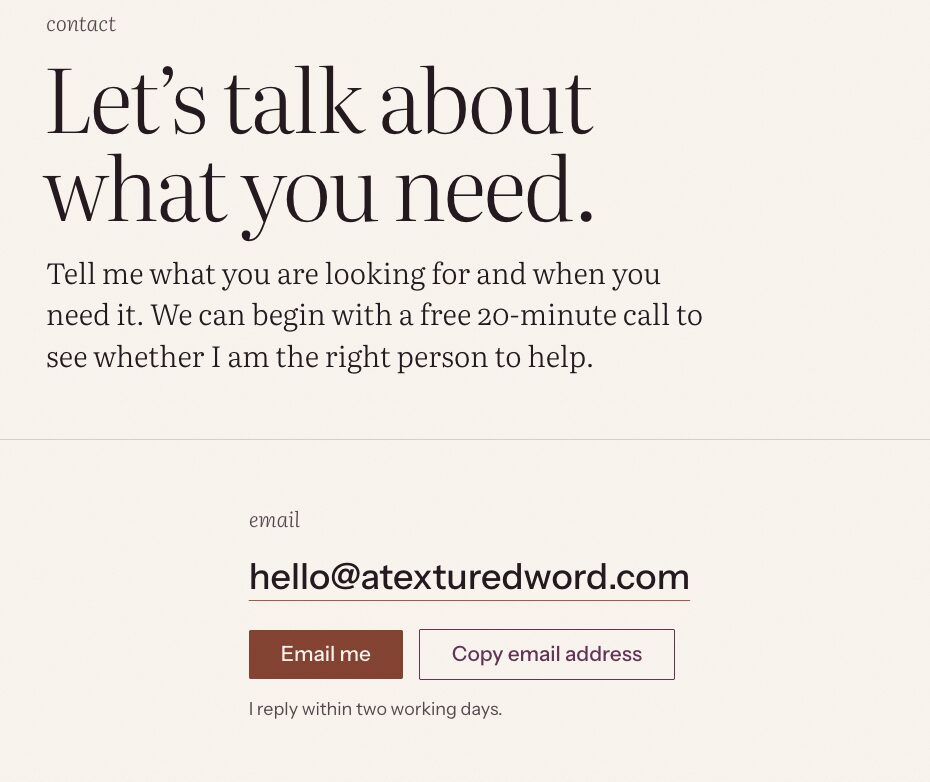 contact
Let’s talk about
what you need.
Tell me what you are looking for and when you
need it. We can begin with a free 20-minute call to
see whether I am the right person to help.
email
hello@atexturedword.com
Email me
Copy email address
I reply within two working days.